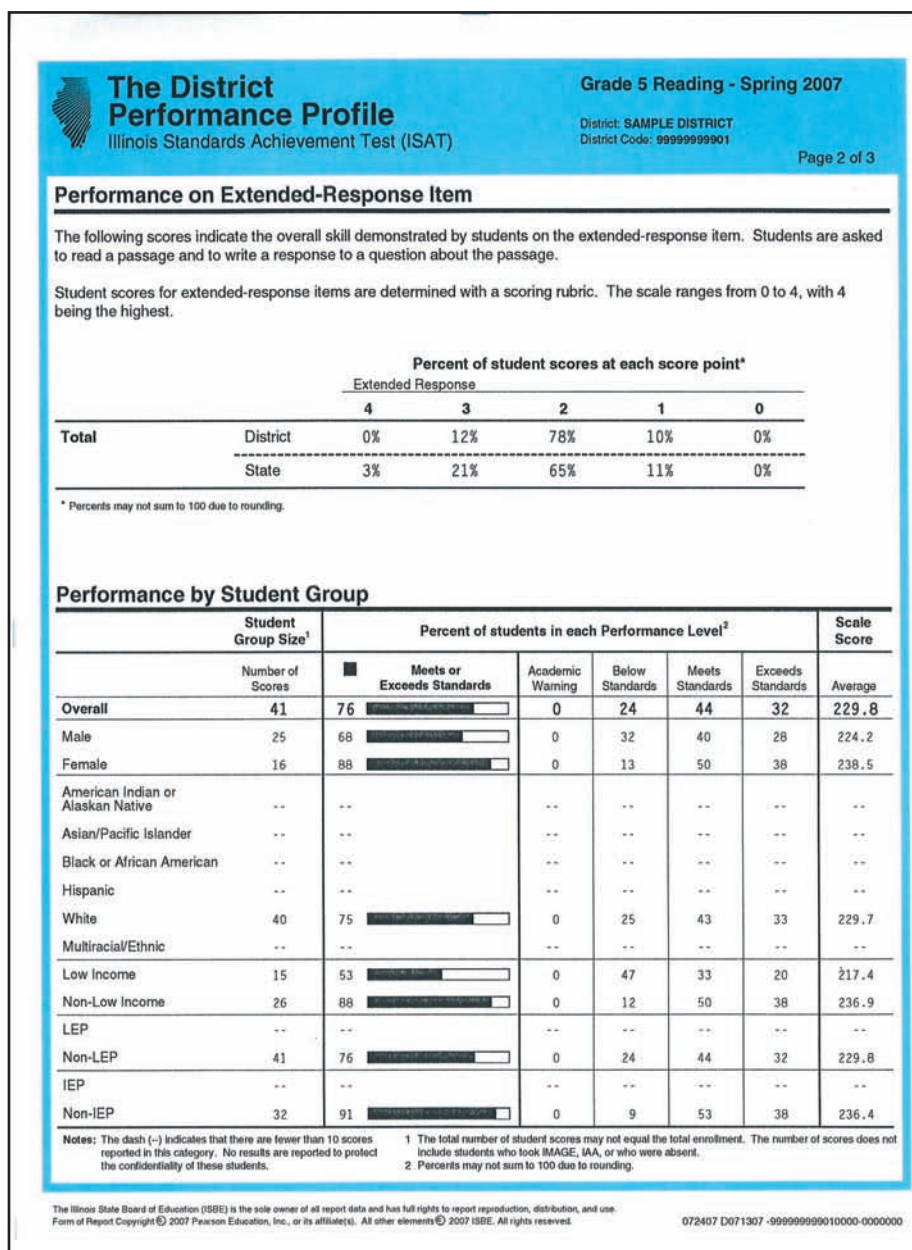 The District
Performance Profile
Illinois Standards Achievement Test (ISAT)
Grade 5 Reading - Spring 2007
District: SAMPLE DISTRICT
District Code: 99999999901
Page 2 of 3
Performance on Extended-Response Item
The following scores indicate the overall skill demonstrated by students on the extended-response item. Students are asked
to read a passage and to write a response to a question about the passage.
Student scores for extended-response items are determined with a scoring rubric. The scale ranges from 0 to 4, with 4
being the highest.
Percent of student scores at each score point*
Extended Response
4 3 2 1 0
Total District 0% 12% 78% 10% 0%
State 3% 21% 65% 11% 0%
* Percents may not sum to 100 due to rounding.
Performance by Student Group
Student Group Size1 Percent of students in each Performance Level2 Scale Score
Number of Scores Meets or Exceeds Standards Academic Warning Below Standards Meets Standards Exceeds Standards Average
Overall 41 76 0 24 44 32 229.8
Male 25 68 0 32 40 28 224.2
Female 16 88 0 13 50 38 238.5
American Indian or
Alaskan Native -- -- -- -- -- -- --
Asian/Pacific Islander -- -- -- -- -- -- --
Black or African American -- -- -- -- -- -- --
Hispanic -- -- -- -- -- -- --
White 40 75 0 25 43 33 229.7
Multiracial/Ethnic -- -- -- -- -- -- --
Low Income 15 53 0 47 33 20 217.4
Non-Low Income 26 88 0 12 50 38 236.9
LEP -- -- -- -- -- -- --
Non-LEP 41 76 0 24 44 32 229.8
IEP -- -- -- -- -- -- --
Non-IEP 32 91 0 9 53 38 236.4
Notes: The dash (--) indicates that there are fewer than 10 scores
reported in this category. No results are reported to protect
the confidentiality of these students.
1 The total number of student scores may not equal the total enrollment. The number of scores does not
include students who took IMAGE, IAA, or who were absent.
2 Percents may not sum to 100 due to rounding.
The Illinois State Board of Education (ISBE) is the sole owner of all report data and has full rights to report reproduction, distribution, and use.
Form of Report Copyright © 2007 Pearson Education, Inc., or its affiliate(s). All other elements © 2007 ISBE. All rights reserved.
072407 D071307 -999999999010000-0000000